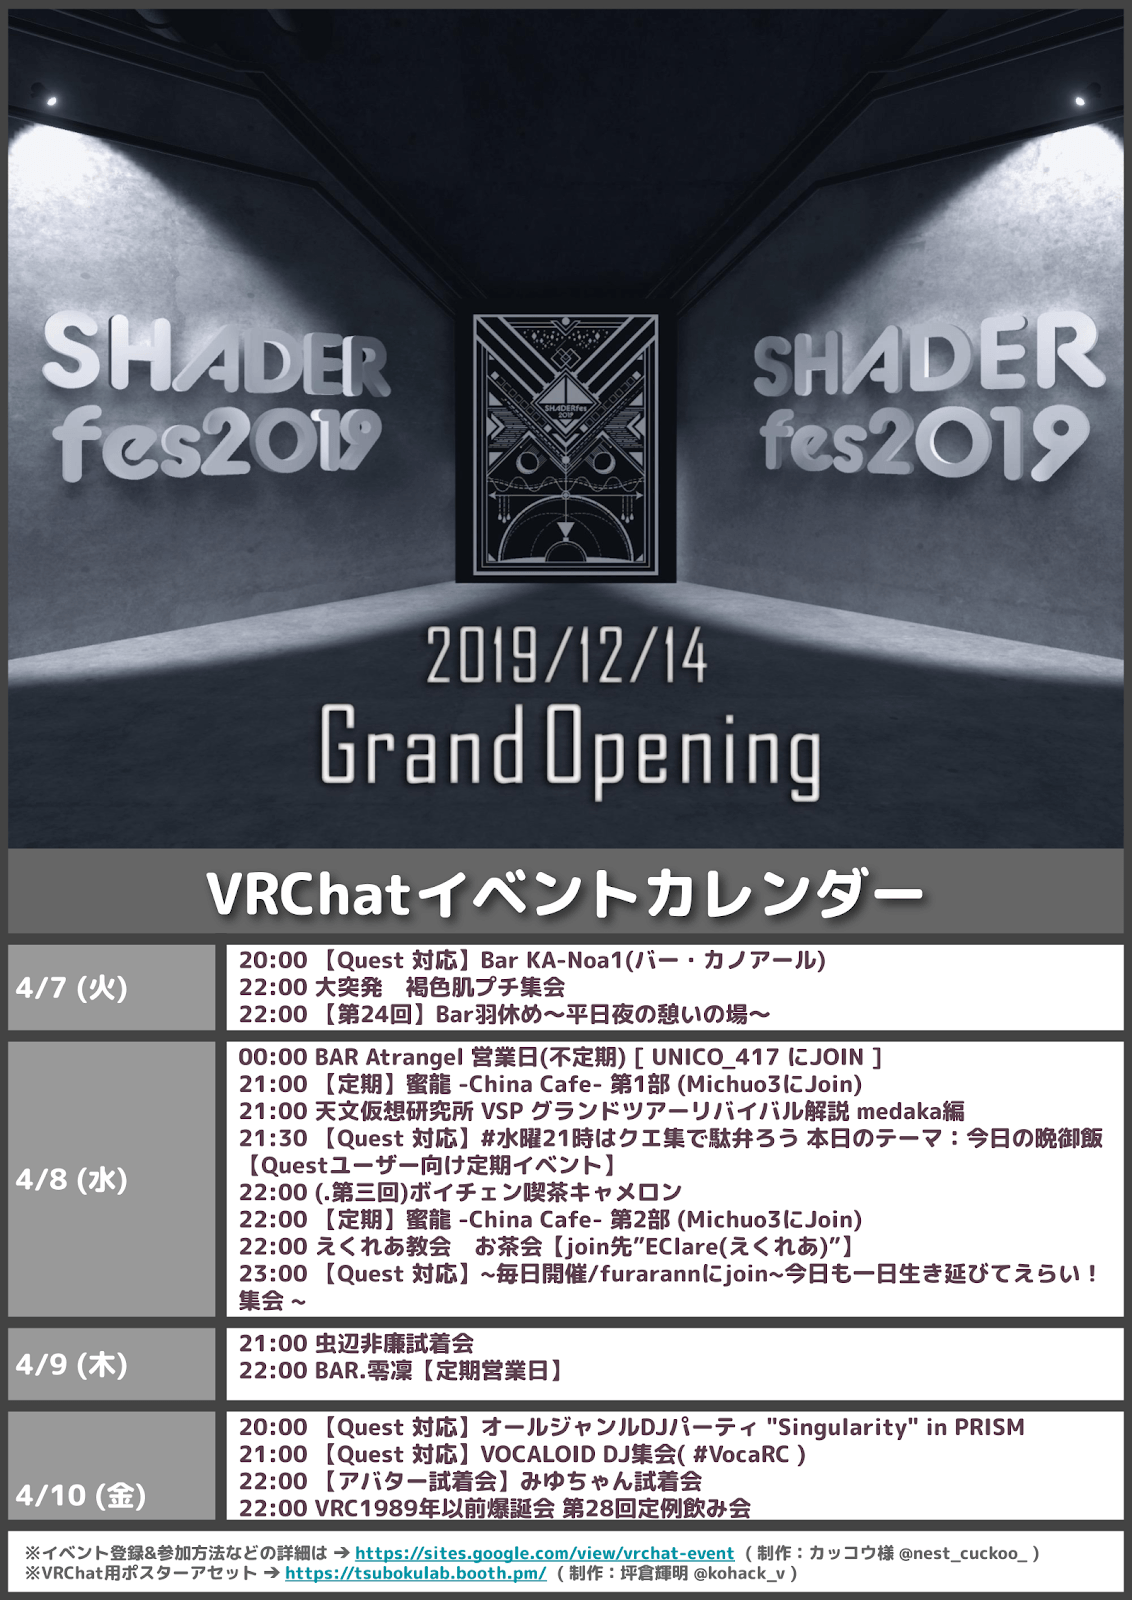 SHADER
fes2019
SHADER
fes2019
SHADERfes
2019
2019/12/14
Grand Opening
VRChatイベントカレンダー
4/7 (火)
20:00 【Quest 対応】Bar KA-Noa1(バー・カノアール)
22:00 大突発　褐色肌プチ集会
22:00 【第24回】Bar羽休め～平日夜の憩いの場～
4/8 (水)
00:00 BAR Atrangel 営業日(不定期) [ UNICO_417 にJOIN ]
21:00 【定期】蜜龍 -China Cafe- 第1部 (Michuo3にJoin)
21:00 天文仮想研究所 VSP グランドツアーリバイバル解説 medaka編
21:30 【Quest 対応】#水曜21時はクエ集で駄弁ろう 本日のテーマ：今日の晩御飯
【Questユーザー向け定期イベント】
22:00 (.第三回)ボイチェン喫茶キャメロン
22:00 【定期】蜜龍 -China Cafe- 第2部 (Michuo3にJoin)
22:00 えくれあ教会　お茶会【join先”EClare(えくれあ)”】
23:00 【Quest 対応】~毎日開催/furarannにjoin~今日も一日生き延びてえらい！
集会 ~
4/9 (木)
21:00 虫辺非廉試着会
22:00 BAR.零凜【定期営業日】
4/10 (金)
20:00 【Quest 対応】オールジャンルDJパーティ "Singularity" in PRISM
21:00 【Quest 対応】VOCALOID DJ集会( #VocaRC )
22:00 【アバター試着会】みゆちゃん試着会
22:00 VRC1989年以前爆誕会 第28回定例飲み会
※イベント登録&参加方法などの詳細は ➔ https://sites.google.com/view/vrchat-event ( 制作：カッコウ様 @nest_cuckoo_ )
※VRChat用ポスターアセット ➔ https://tsubokulab.booth.pm/ ( 制作：坪倉輝明 @kohack_v )